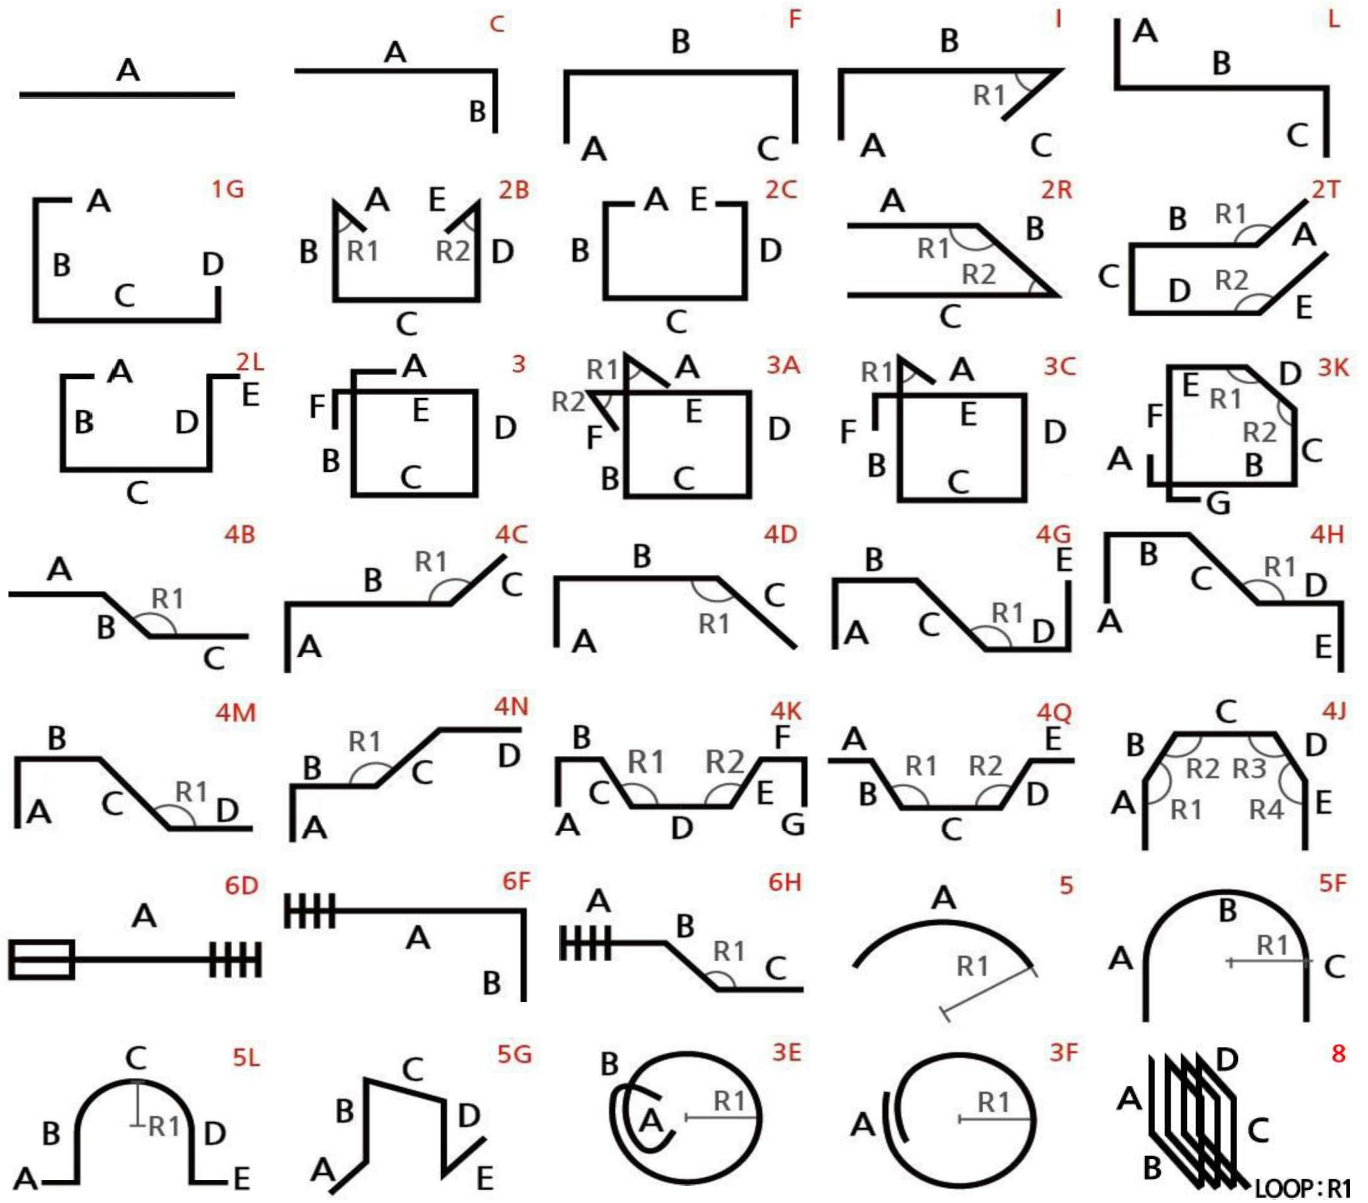 A
C
A
B
F
B
A
C
I
B
R1
A
C
L
A
B
C
1G
A
B
D
C
2B
A E
B R1 R2 D
C
2C
A E
B D
C
2R
A
B
R1
R2
C
2T
B R1
A
C
D R2
E
2L
A
E
B D
C
3
A
F E
D
B C
3A
R1 A
R2 E
F D
B C
3C
R1 A
E
F D
B C
3K
E D
R1
F
R2
A B C
G
4B
A
R1
B
C
4C
R1
B C
A
4D
B
C
R1
A
4G
B E
C R1
A D
4H
B R1
C D
A
E
4M
B
C R1 D
A
4N
R1
B C D
A
4K
B F
R1 R2
C E
A D G
4Q
A E
R1 R2
B D
C
4J
C
B D
R2 R3
A R1 R4 E
6D
A
6F
A
B
6H
A
B
R1
C
5
A
R1
5F
B
R1
A C
5L
C
B R1 D
A E
5G
C
B D
A E
3E
B
R1
A
3F
R1
A
8
D
A
C
B
LOOP:R1